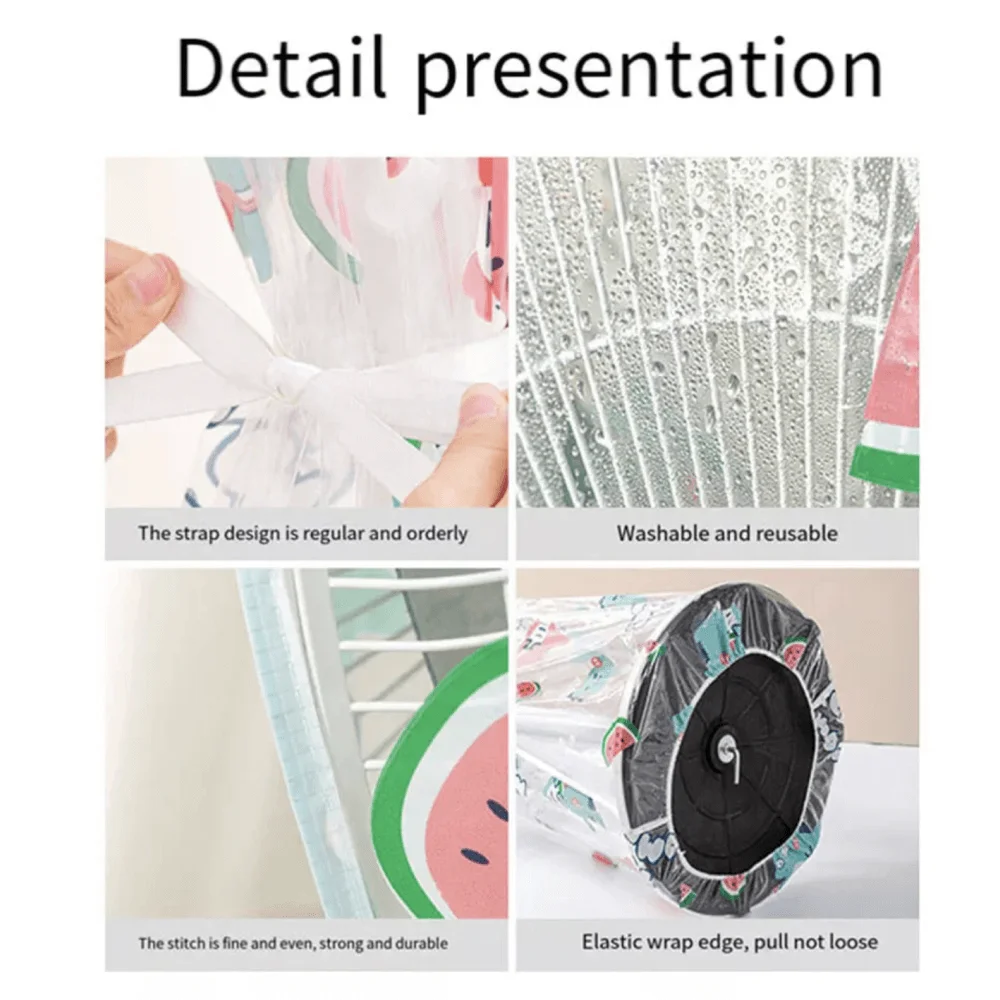 Detail presentation
The strap design is regular and orderly
Washable and reusable
The stitch is fine and even, strong and durable
Elastic wrap edge, pull not loose